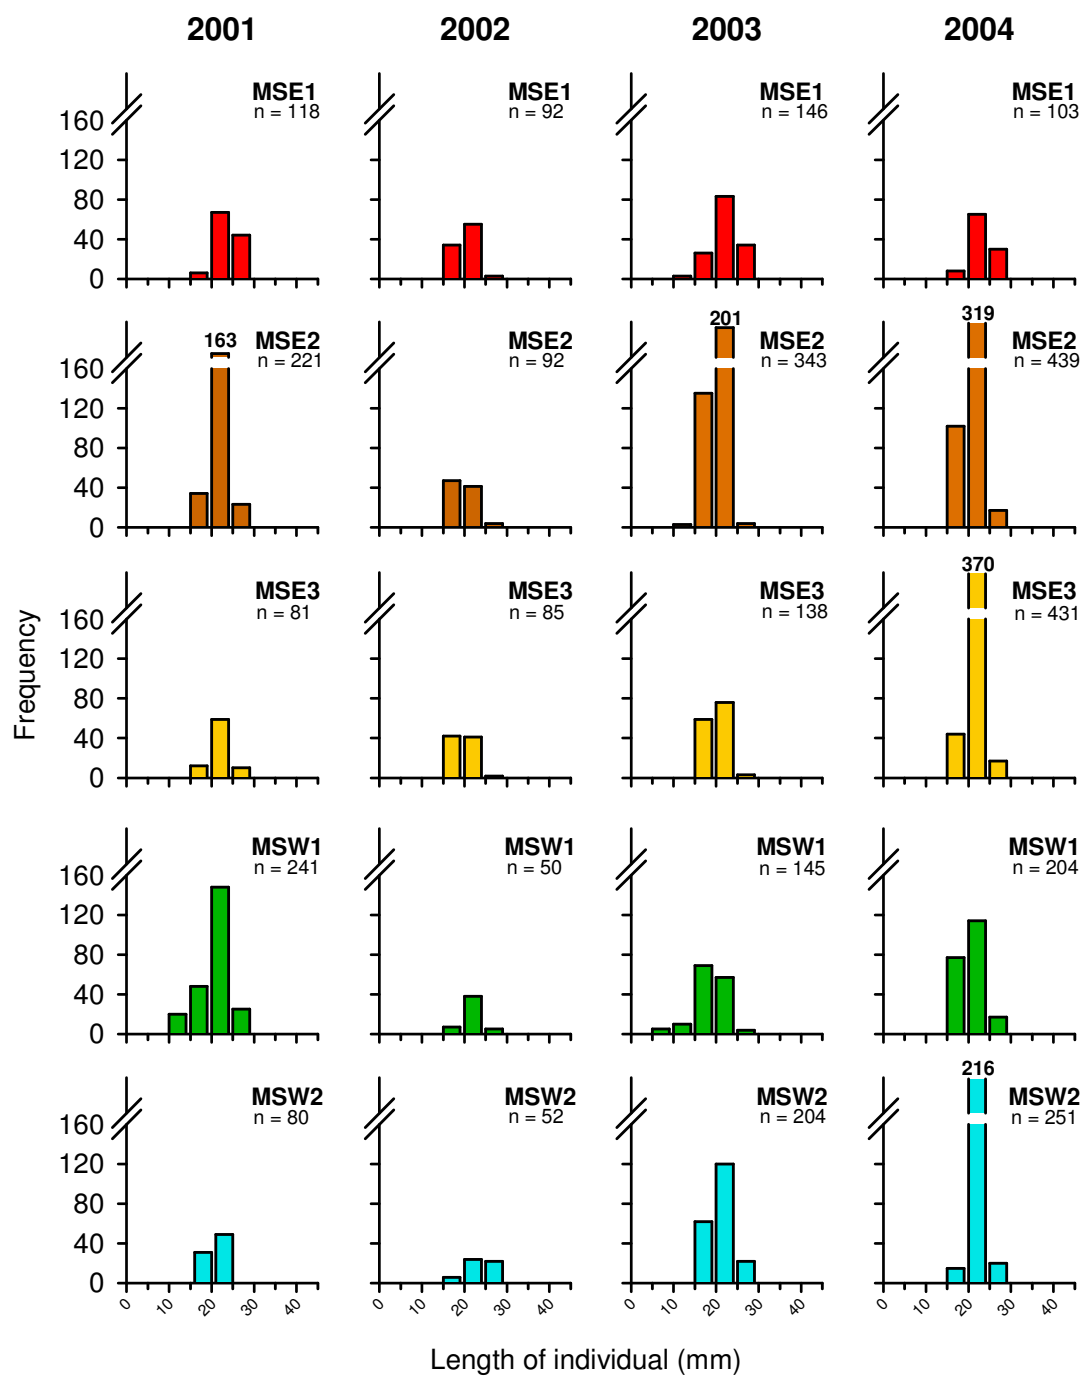 2001 2002 2003 2004
MSE1 MSE1 MSE1 MSE1
n = 118 n = 92 n = 146 n = 103
160
120
80
40
0
163 MSE2 MSE2 201 MSE2 319 MSE2
n = 221 n = 92 n = 343 n = 439
160
120
80
40
0
MSE3 MSE3 MSE3 370 MSE3
n = 81 n = 85 n = 138 n = 431
160
120
80
40
0
Frequency
MSW1 MSW1 MSW1 MSW1
n = 241 n = 50 n = 145 n = 204
160
120
80
40
0
MSW2 MSW2 MSW2 216 MSW2
n = 80 n = 52 n = 204 n = 251
160
120
80
40
0
0 10 20 30 40 0 10 20 30 40 0 10 20 30 40 0 10 20 30 40
Length of individual (mm)